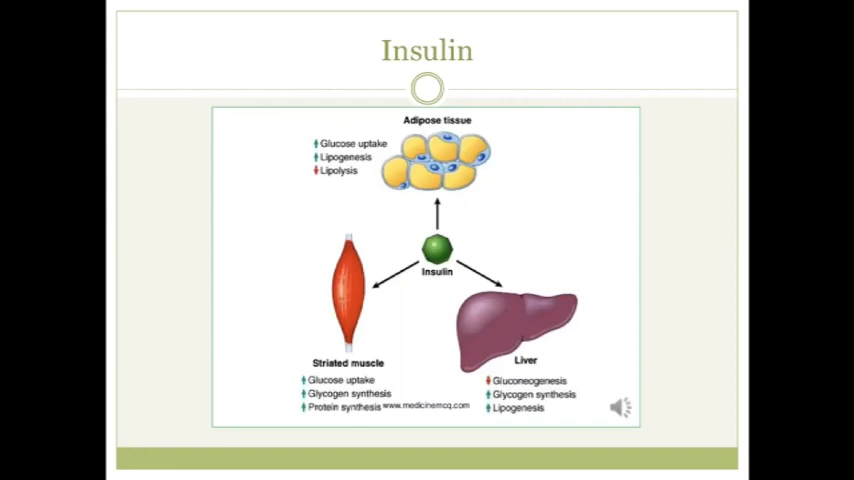 Insulin
Adipose tissue
Glucose uptake
Lipogenesis
Lipolysis
Insulin
Striated muscle
Glucose uptake
Glycogen synthesis
Protein synthesis
www.medicinemcq.com
Liver
Gluconeogenesis
Glycogen synthesis
Lipogenesis